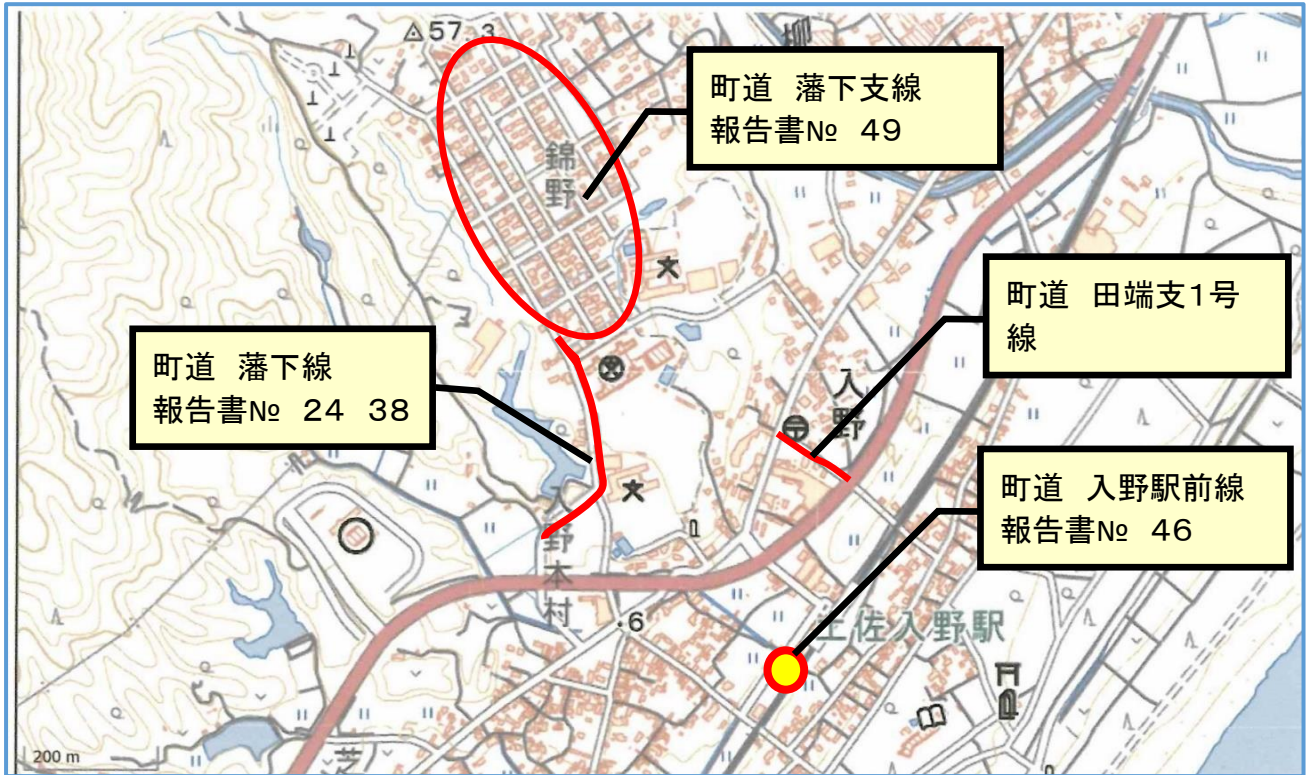 57.3
町道 藩下支線
報告書№ 49
錦野
町道 田端支1号
線
町道 藩下線
報告書№ 24 38
入野
町道 入野駅前線
報告書№ 46
入野本村
6
土佐入野駅
200 m